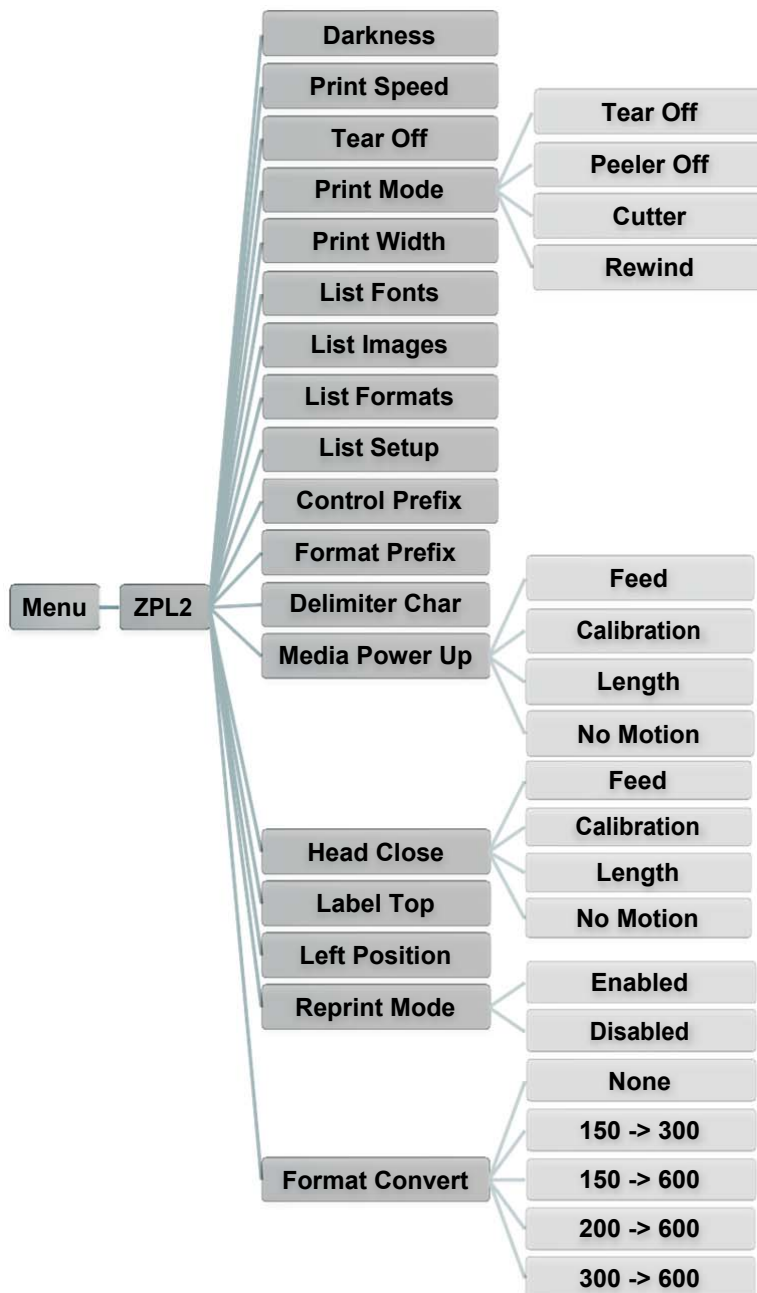 Menu
ZPL2
Darkness
Print Speed
Tear Off
Print Mode
Tear Off
Peeler Off
Cutter
Rewind
Print Width
List Fonts
List Images
List Formats
List Setup
Control Prefix
Format Prefix
Delimiter Char
Media Power Up
Feed
Calibration
Length
No Motion
Head Close
Feed
Calibration
Length
No Motion
Label Top
Left Position
Reprint Mode
Enabled
Disabled
Format Convert
None
150 -> 300
150 -> 600
200 -> 600
300 -> 600